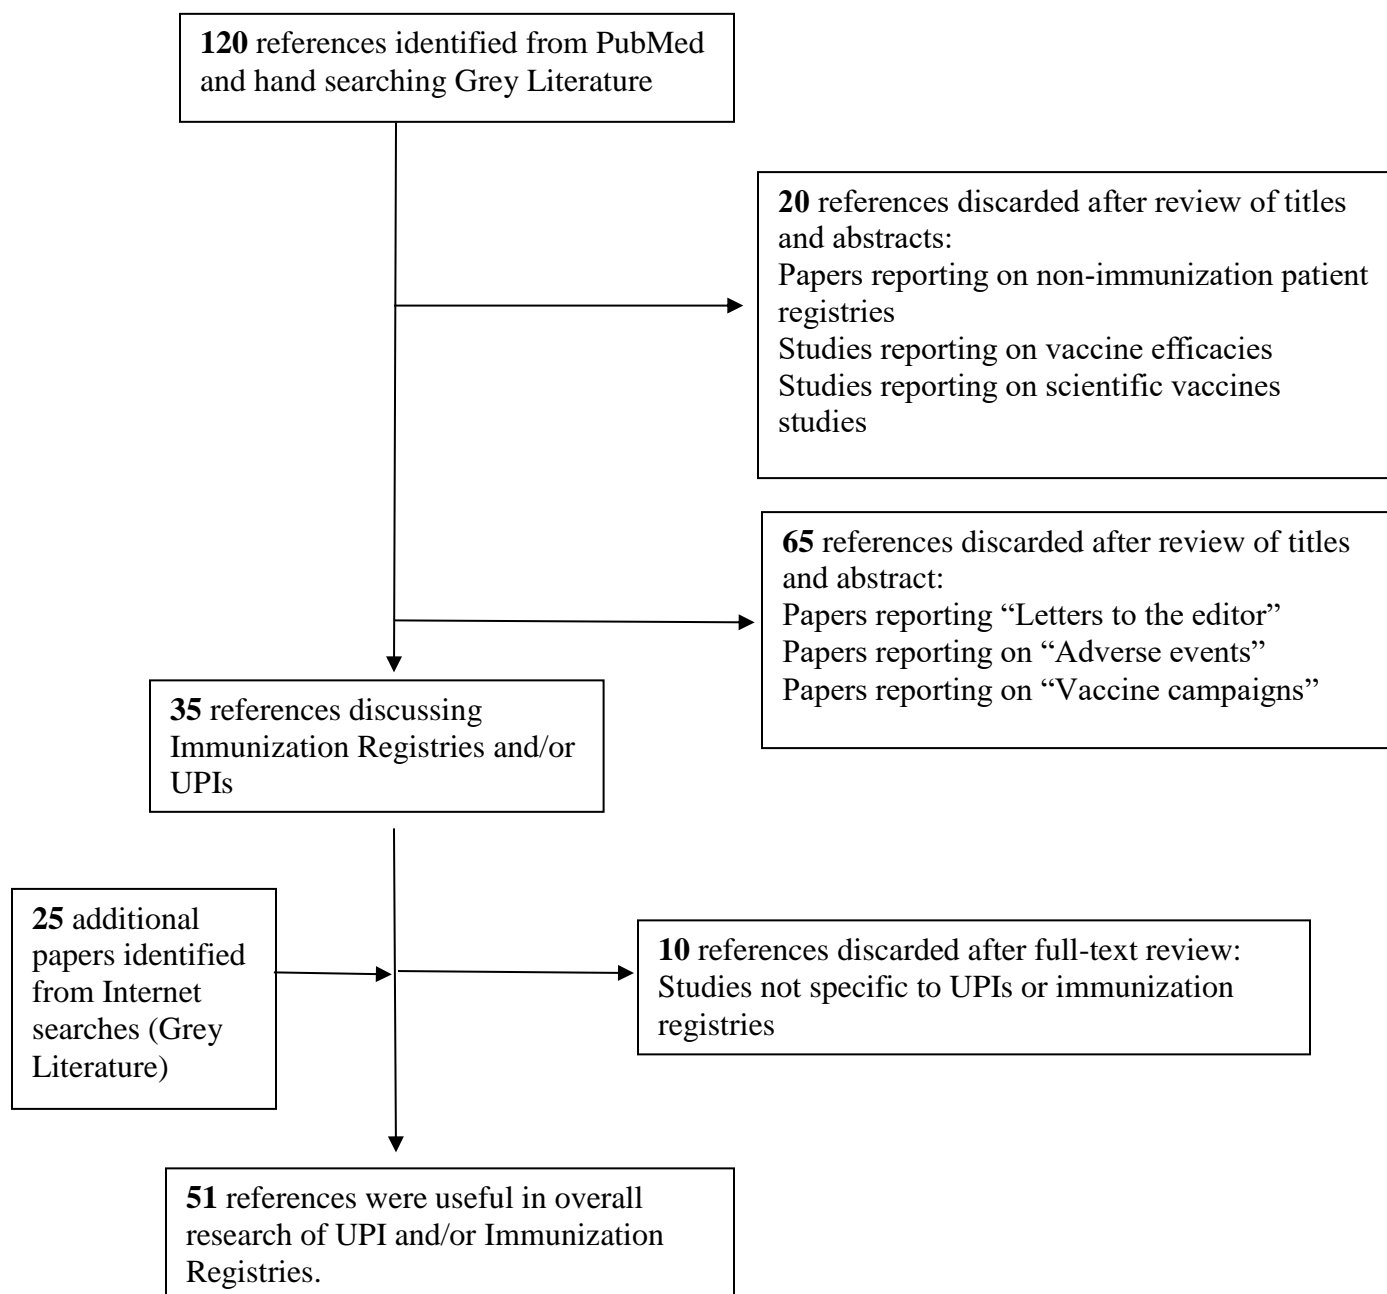 120 references identified from PubMed
and hand searching Grey Literature
20 references discarded after review of titles
and abstracts:
Papers reporting on non-immunization patient
registries
Studies reporting on vaccine efficacies
Studies reporting on scientific vaccines
studies
65 references discarded after review of titles
and abstract:
Papers reporting “Letters to the editor”
Papers reporting on “Adverse events”
Papers reporting on “Vaccine campaigns”
35 references discussing
Immunization Registries and/or
UPIs
25 additional
papers identified
from Internet
searches (Grey
Literature)
10 references discarded after full-text review:
Studies not specific to UPIs or immunization
registries
51 references were useful in overall
research of UPI and/or Immunization
Registries.